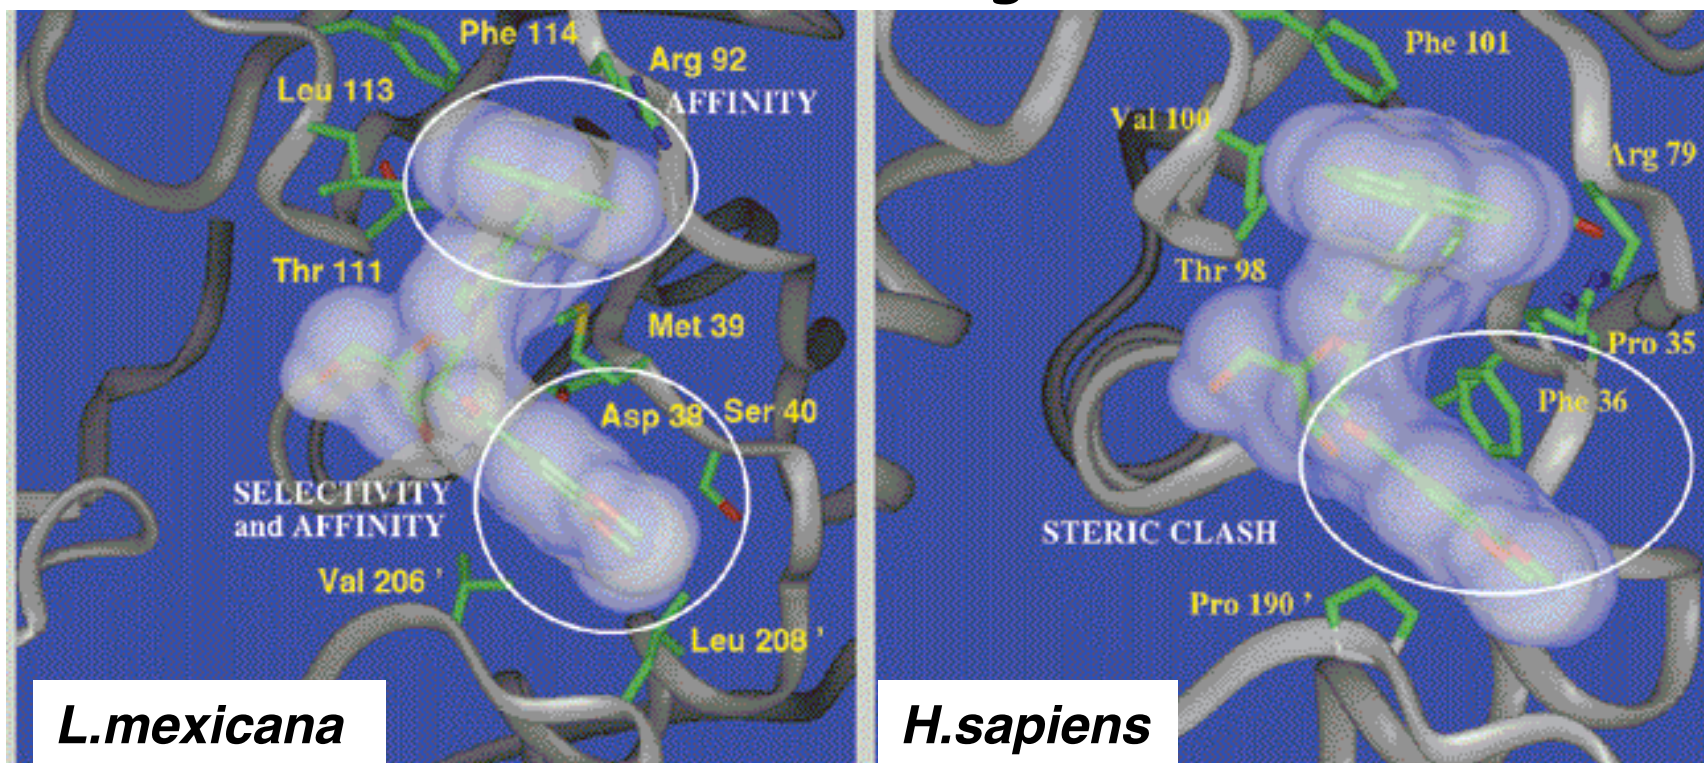 Phe 114
Arg 92
AFFINITY
Leu 113
Thr 111
Met 39
Asp 38
Ser 40
SELECTIVITY
and AFFINITY
Val 206 '
Leu 208 '
L.mexicana
Phe 101
Val 100
Arg 79
Thr 98
Pro 35
Phe 36
STERIC CLASH
Pro 190 '
H.sapiens